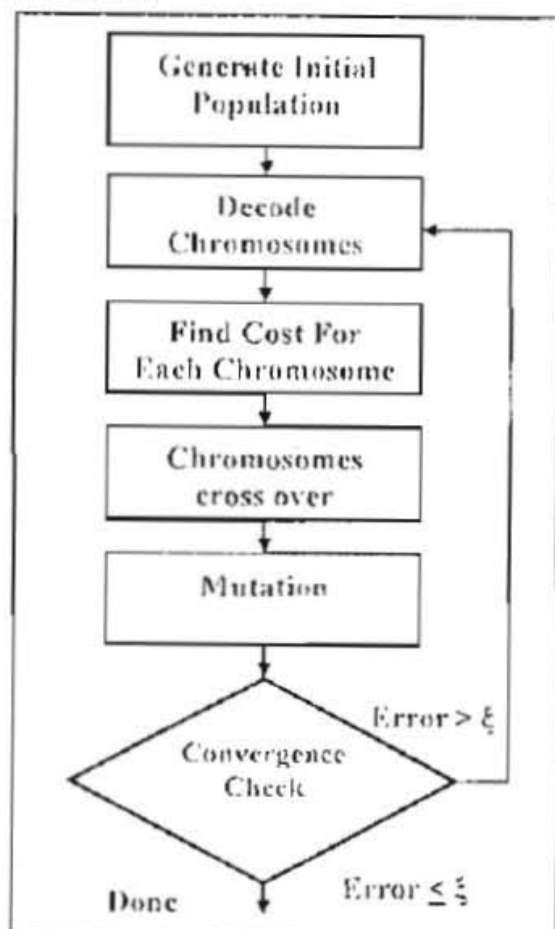 Generate Initial
Population
Decode
Chromosomes
Find Cost For
Each Chromosome
Chromosomes
cross over
Mutation
Error > ξ
Convergence
Check
Error ≤ ξ
Done